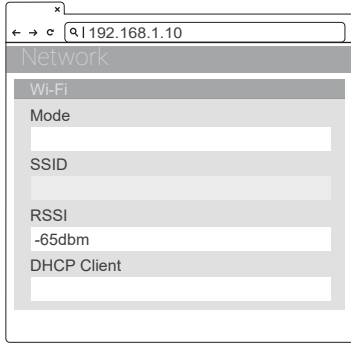 192.168.1.10
Network
Wi-Fi
Mode
SSID
RSSI
-65dbm
DHCP Client